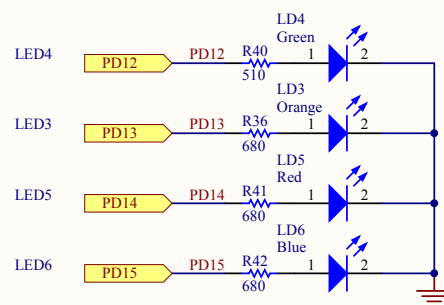 LD4
Green
LED4 PD12 PD12 R40 1 2
510
LD3
Orange
LED3 PD13 PD13 R36 1 2
680
LD5
Red
LED5 PD14 PD14 R41 1 2
680
LD6
Blue
LED6 PD15 PD15 R42 1 2
680